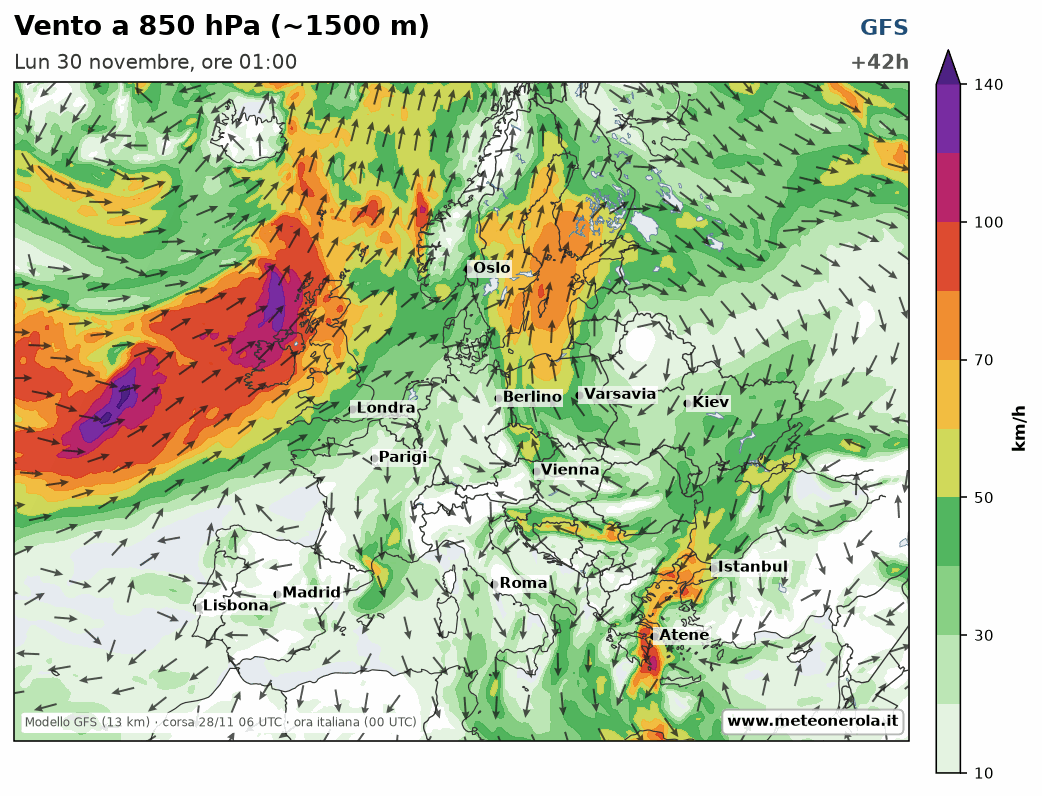 Vento a 850 hPa (~1500 m)
GFS
Lun 30 novembre, ore 01:00
+42h
140
100
70
50
30
10
km/h
Oslo
Londra
Berlino
Varsavia
Kiev
Parigi
Vienna
Istanbul
Roma
Madrid
Lisbona
Atene
Modello GFS (13 km) · corsa 28/11 06 UTC · ora italiana (00 UTC)
www.meteonerola.it